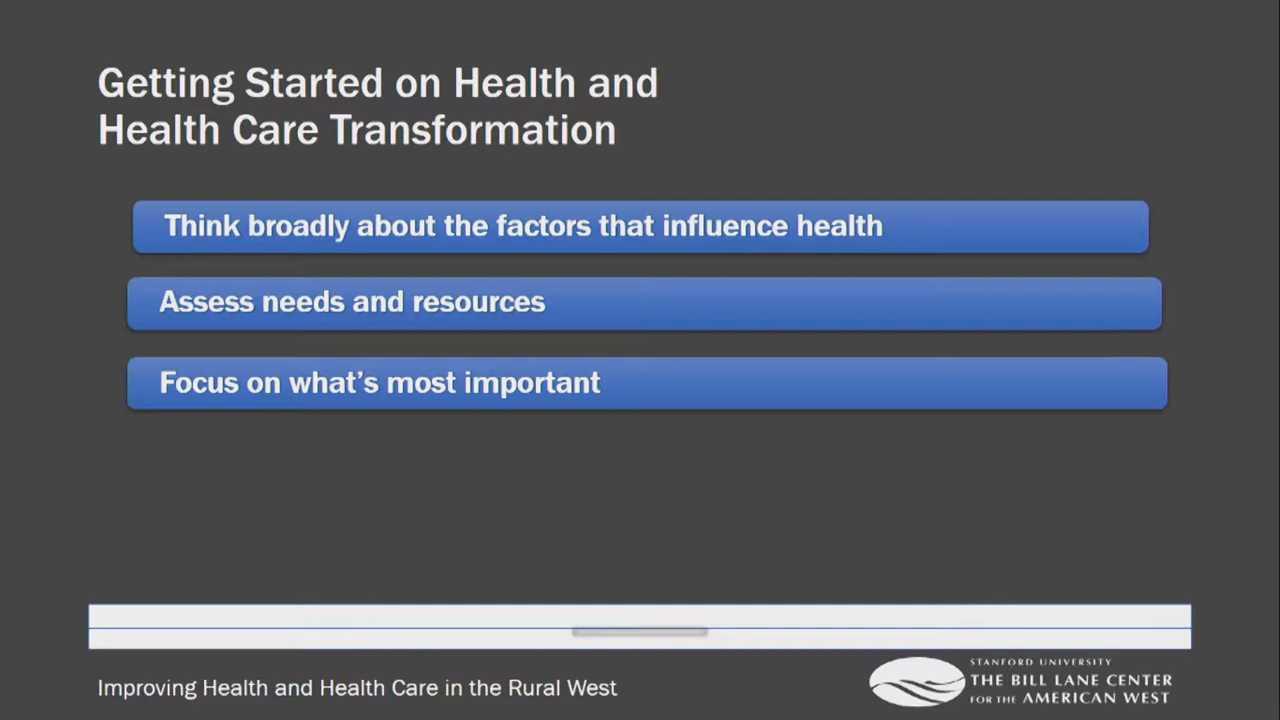 Getting Started on Health and
Health Care Transformation
Think broadly about the factors that influence health
Assess needs and resources
Focus on what’s most important
Improving Health and Health Care in the Rural West
STANFORD UNIVERSITY
THE BILL LANE CENTER
FOR THE AMERICAN WEST